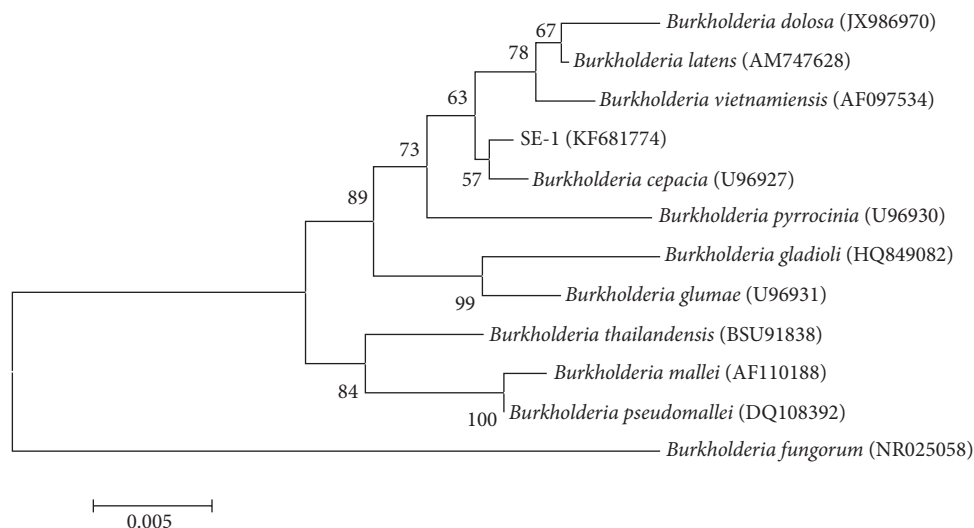 Burkholderia dolosa (JX986970)
67
Burkholderia latens (AM747628)
78
Burkholderia vietnamiensis (AF097534)
63
SE-1 (KF681774)
73
57
Burkholderia cepacia (U96927)
89
Burkholderia pyrrocinia (U96930)
Burkholderia gladioli (HQ849082)
99
Burkholderia glumae (U96931)
Burkholderia thailandensis (BSU91838)
Burkholderia mallei (AF110188)
84
100
Burkholderia pseudomallei (DQ108392)
Burkholderia fungorum (NR025058)
0.005